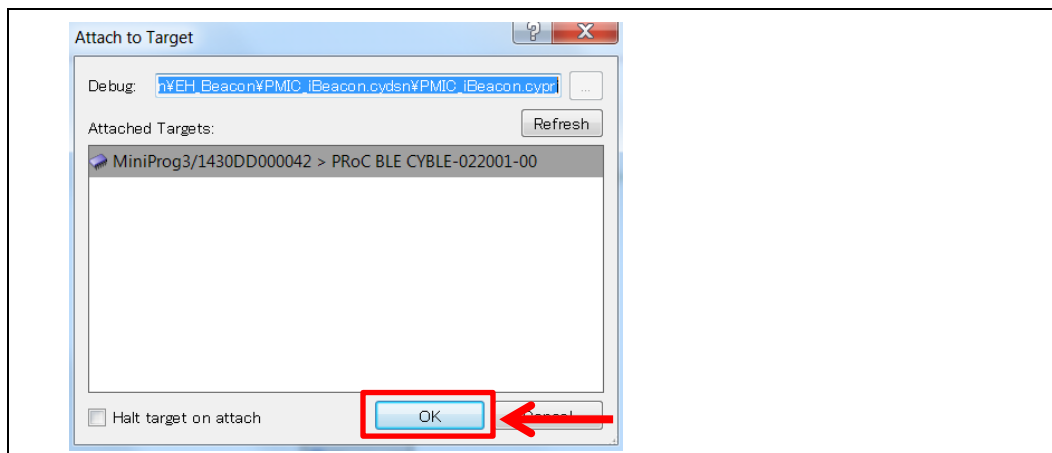 Attach to Target
Debug: n¥EH_Beacon¥PMIC_iBeacon.cydsn¥PMIC_iBeacon.cypri ...
Attached Targets: Refresh
MiniProg3/1430DD000042 > PRoC BLE CYBLE-022001-00
Halt target on attach OK